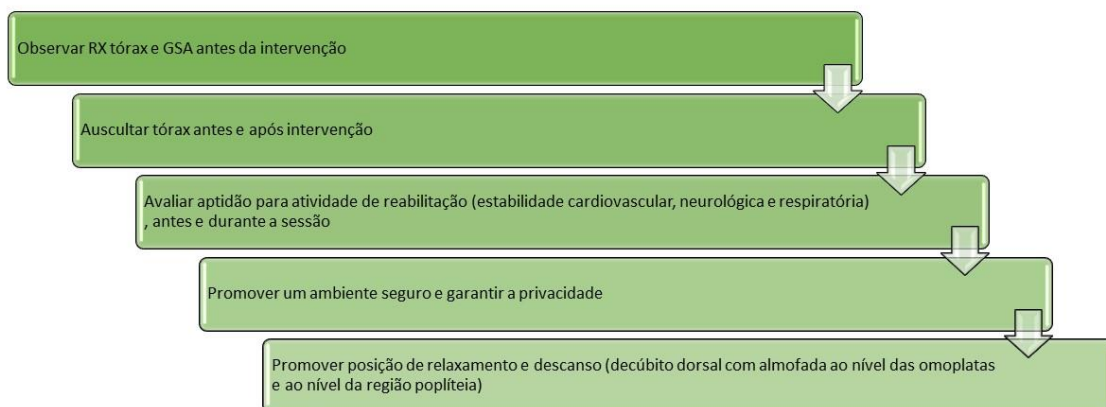 Observar RX tórax e GSA antes da intervenção
Auscultar tórax antes e após intervenção
Avaliar aptidão para atividade de reabilitação (estabilidade cardiovascular, neurológica e respiratória)
, antes e durante a sessão
Promover um ambiente seguro e garantir a privacidade
Promover posição de relaxamento e descanso (decúbito dorsal com almofada ao nível das omoplatas
e ao nível da região poplíteia)